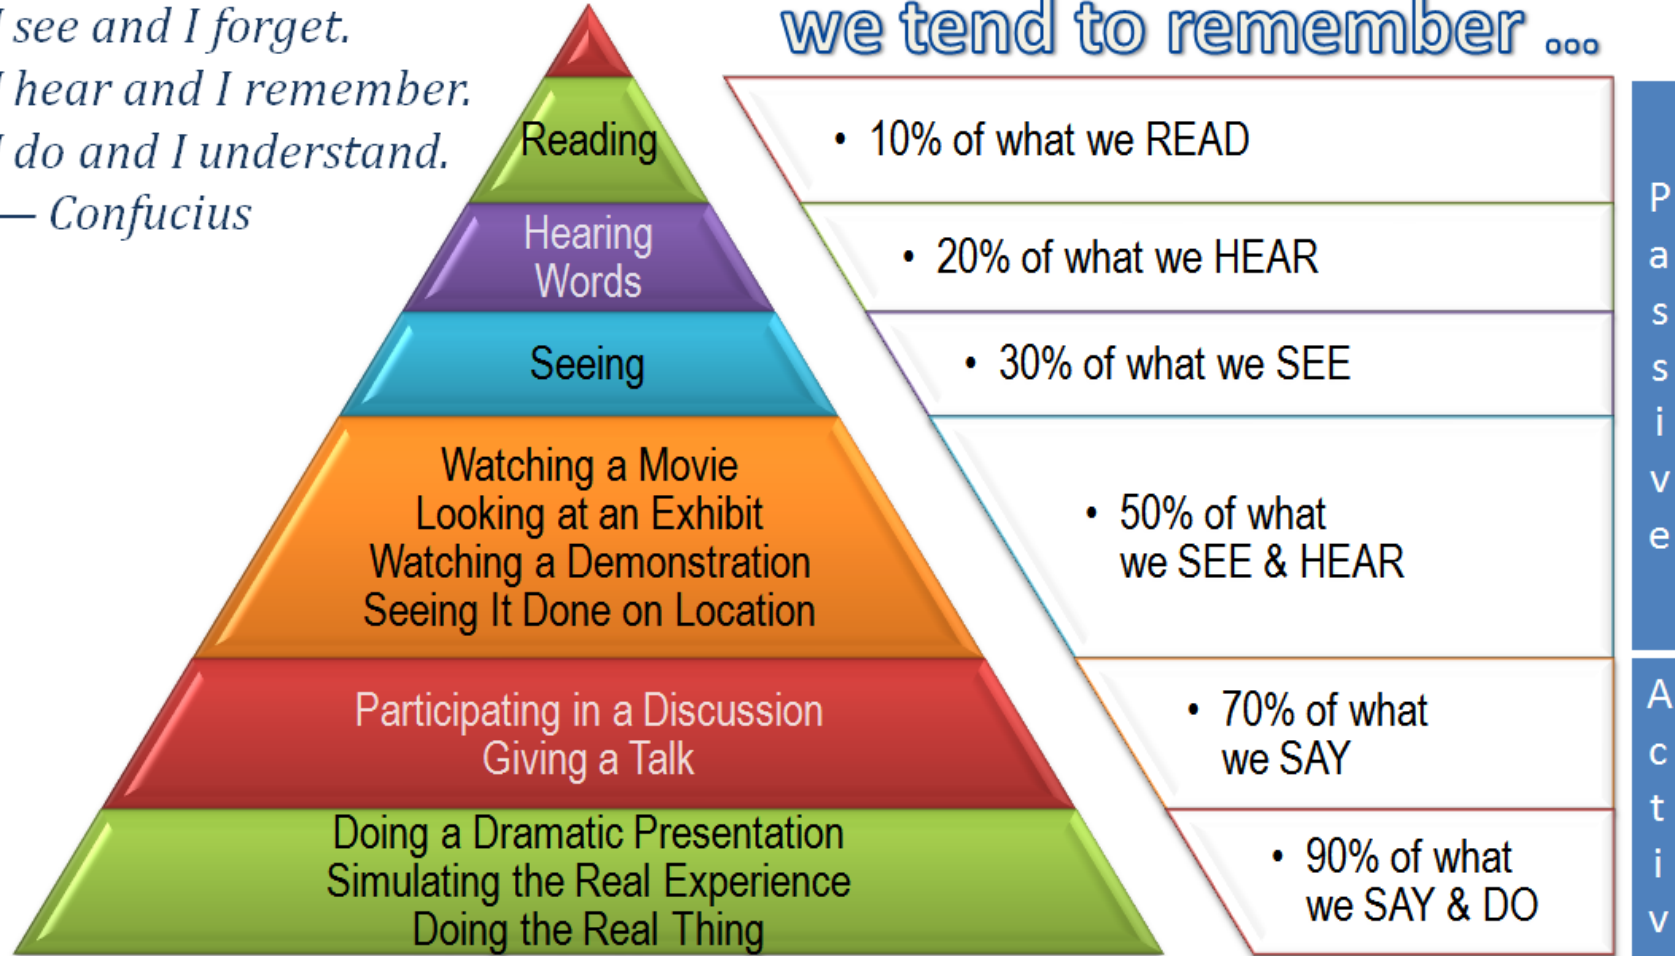 I see and I forget.
I hear and I remember.
I do and I understand.
— Confucius
we tend to remember ...
Reading
• 10% of what we READ
Hearing
Words
• 20% of what we HEAR
Seeing
• 30% of what we SEE
Watching a Movie
Looking at an Exhibit
Watching a Demonstration
Seeing It Done on Location
• 50% of what
we SEE & HEAR
Participating in a Discussion
Giving a Talk
• 70% of what
we SAY
Doing a Dramatic Presentation
Simulating the Real Experience
Doing the Real Thing
• 90% of what
we SAY & DO
Passive
Activ